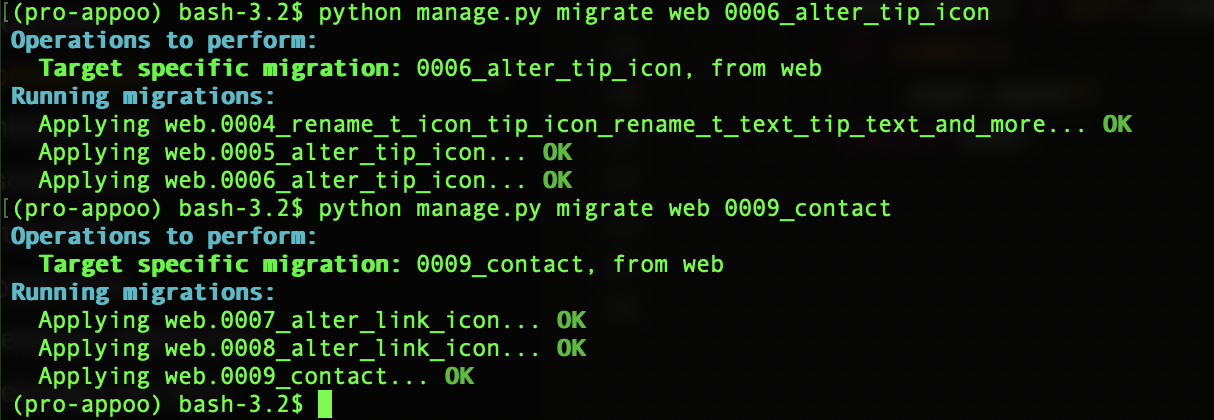 [(pro-appoo) bash-3.2$ python manage.py migrate web 0006_alter_tip_icon
Operations to perform:
  Target specific migration: 0006_alter_tip_icon, from web
Running migrations:
  Applying web.0004_rename_t_icon_tip_icon_rename_t_text_tip_text_and_more... OK
  Applying web.0005_alter_tip_icon... OK
  Applying web.0006_alter_tip_icon... OK
[(pro-appoo) bash-3.2$ python manage.py migrate web 0009_contact
Operations to perform:
  Target specific migration: 0009_contact, from web
Running migrations:
  Applying web.0007_alter_link_icon... OK
  Applying web.0008_alter_link_icon... OK
  Applying web.0009_contact... OK
(pro-appoo) bash-3.2$